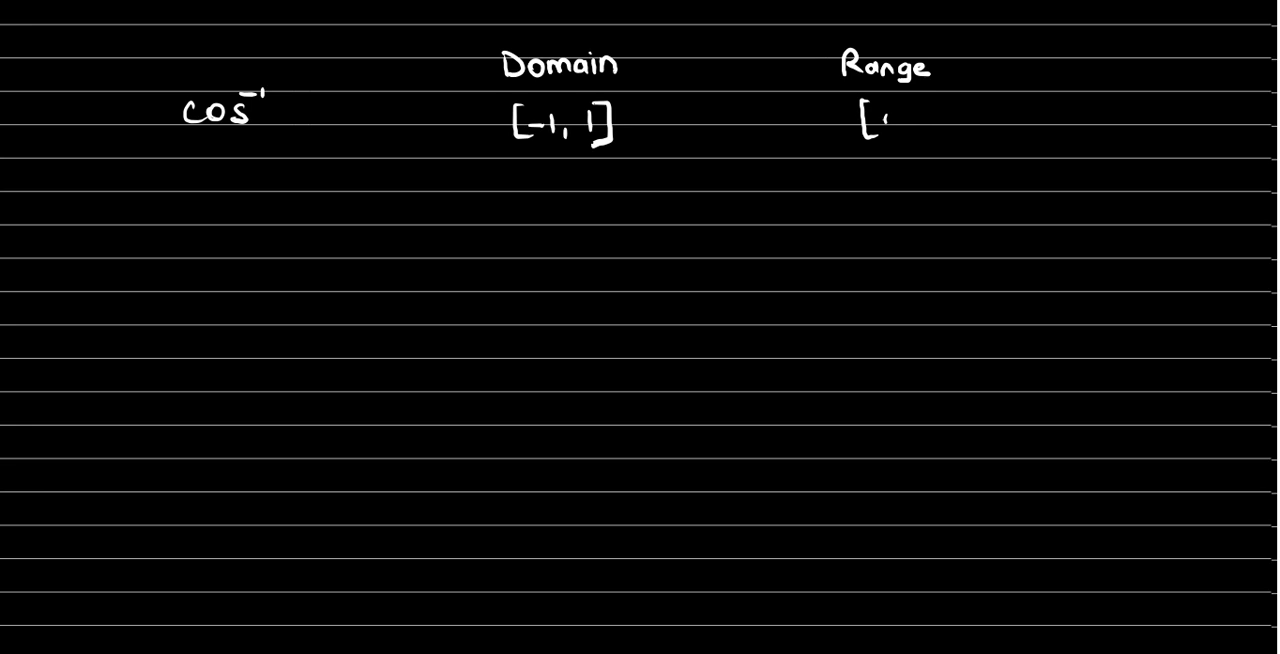 Domain Range
cos⁻¹ [-1, 1] [